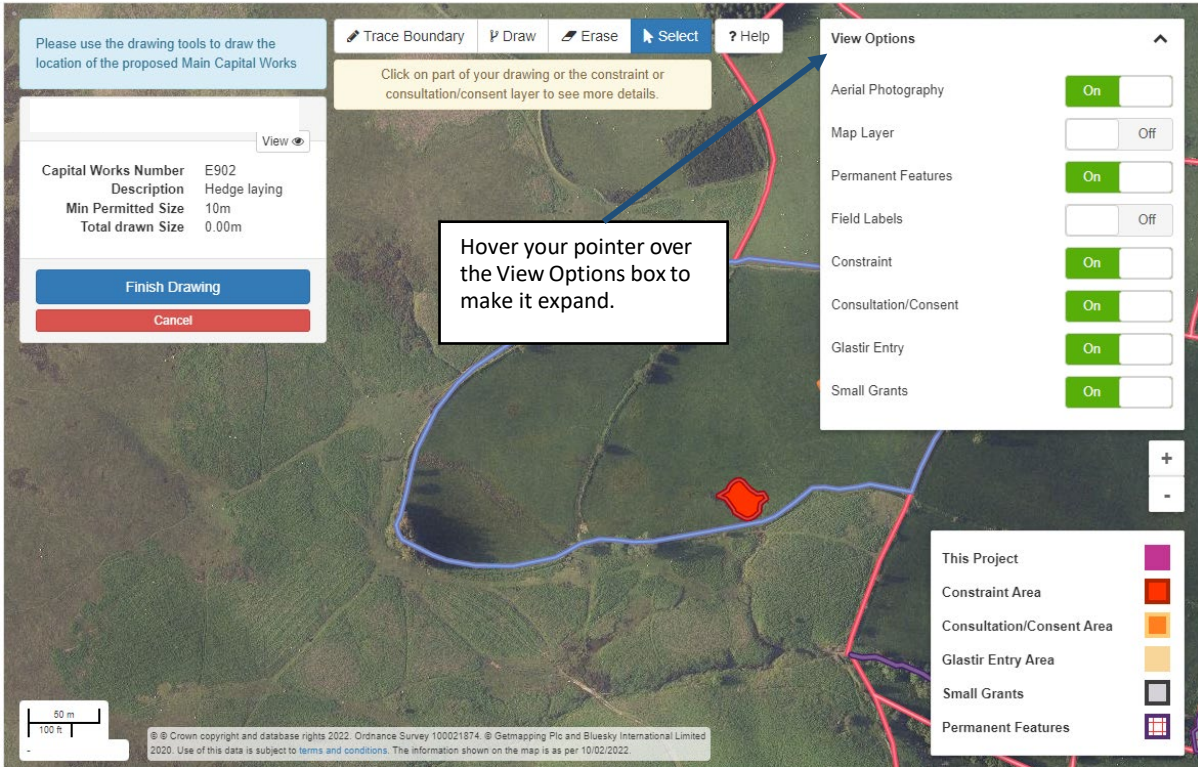 Please use the drawing tools to draw the
location of the proposed Main Capital Works
Trace Boundary
Draw
Erase
Select
? Help
Click on part of your drawing or the constraint or
consultation/consent layer to see more details.
View
Capital Works Number E902
Description Hedge laying
Min Permitted Size 10m
Total drawn Size 0.00m
Finish Drawing
Cancel
Hover your pointer over
the View Options box to
make it expand.
View Options
Aerial Photography On
Map Layer Off
Permanent Features On
Field Labels Off
Constraint On
Consultation/Consent On
Glastir Entry On
Small Grants On
+
-
This Project
Constraint Area
Consultation/Consent Area
Glastir Entry Area
Small Grants
Permanent Features
50 m
100 ft
-
© © Crown copyright and database rights 2022. Ordnance Survey 100021874. © Getmapping Plc and Bluesky International Limited
2020. Use of this data is subject to terms and conditions. The information shown on the map is as per 10/02/2022.